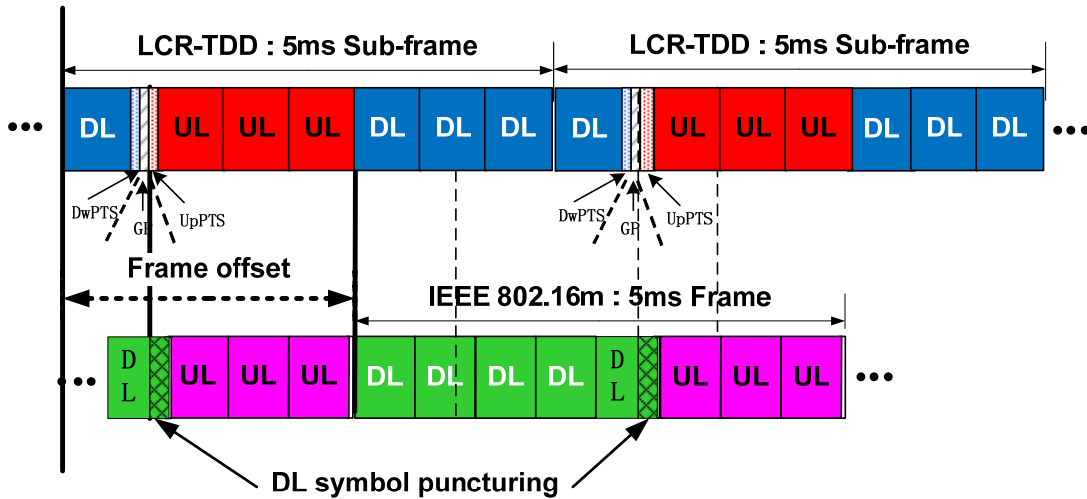 LCR-TDD : 5ms Sub-frame LCR-TDD : 5ms Sub-frame
... DL UL UL UL DL DL DL DL UL UL UL DL DL DL ...
DwPTS GP UpPTS DwPTS GP UpPTS
Frame offset
IEEE 802.16m : 5ms Frame
... DL UL UL UL DL DL DL DL DL UL UL UL ...
DL symbol puncturing